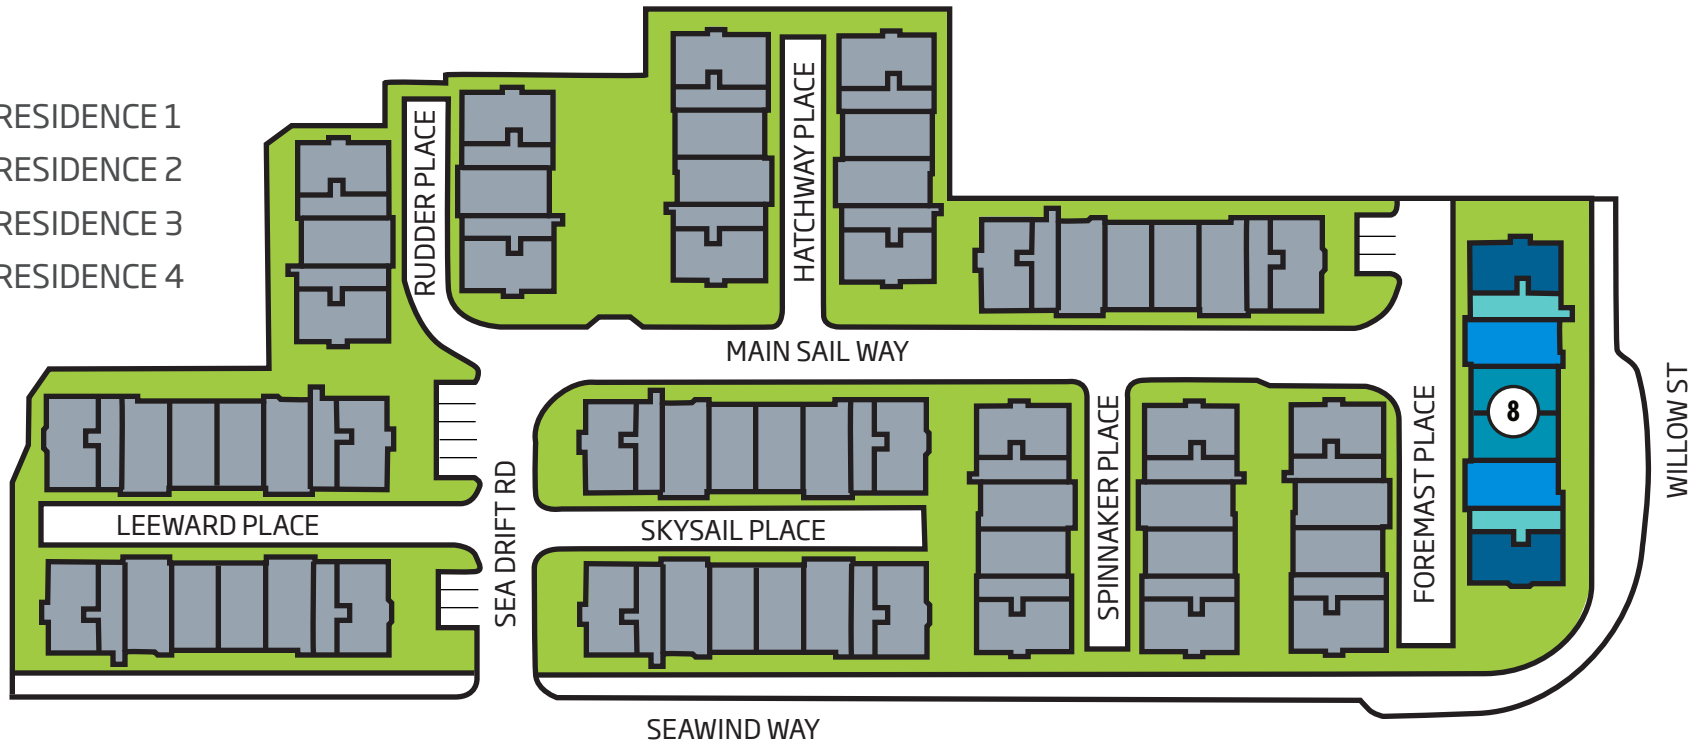 RESIDENCE 1
RESIDENCE 2
RESIDENCE 3
RESIDENCE 4
RUDDER PLACE
HATCHWAY PLACE
MAIN SAIL WAY
WILLOW ST
8
FOREMAST PLACE
SPINNAKER PLACE
SEA DRIFT RD
LEEWARD PLACE
SKYSAIL PLACE
SEAWIND WAY